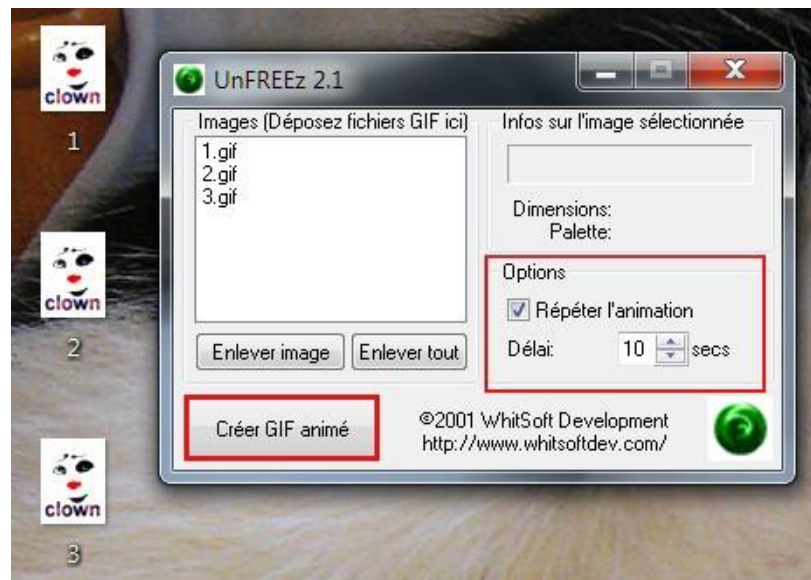 clown
1
clown
2
clown
3
UnFREEz 2.1
Images (Déposez fichiers GIF ici)
1.gif
2.gif
3.gif
Enlever image
Enlever tout
Infos sur l'image sélectionnée
Dimensions:
Palette:
Options
Répéter l'animation
Délai: 10 secs
Créer GIF animé
©2001 WhitSoft Development
http://www.whitsoftdev.com/